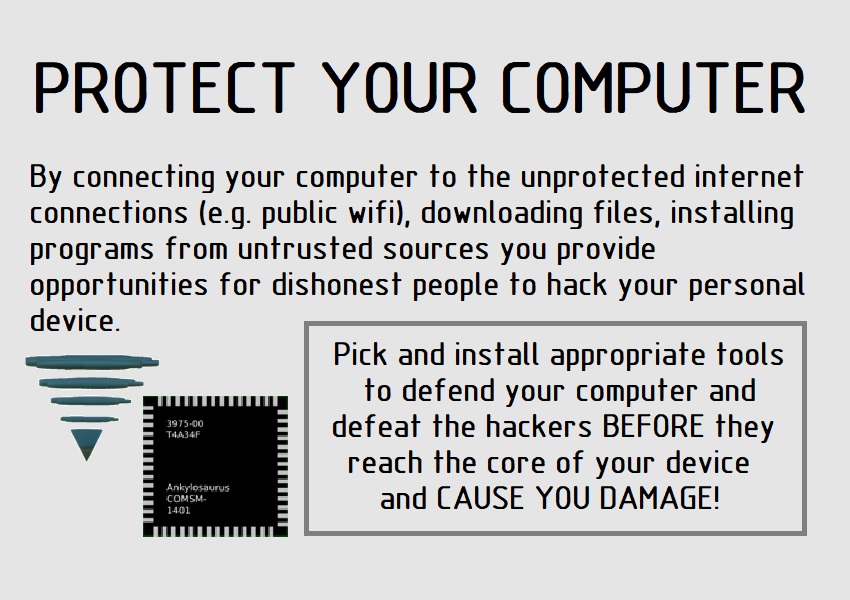 PROTECT YOUR COMPUTER
By connecting your computer to the unprotected internet
connections (e.g. public wifi), downloading files, installing
programs from untrusted sources you provide
opportunities for dishonest people to hack your personal
device.
Pick and install appropriate tools
to defend your computer and
defeat the hackers BEFORE they
reach the core of your device
and CAUSE YOU DAMAGE!
3975-00
T4A34F
Ankylosaurus
COMSM-
1401